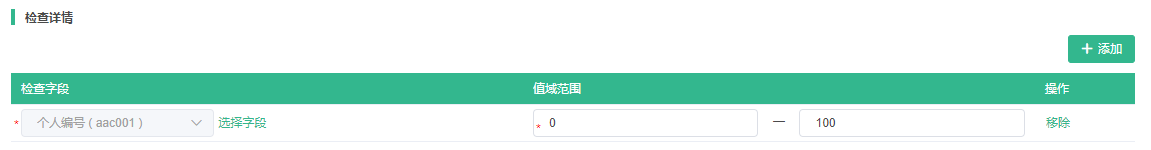 检查详情
+ 添加
检查字段 值域范围 操作
* 个人编号 ( aac001 ) 选择字段 * 0 — 100 移除